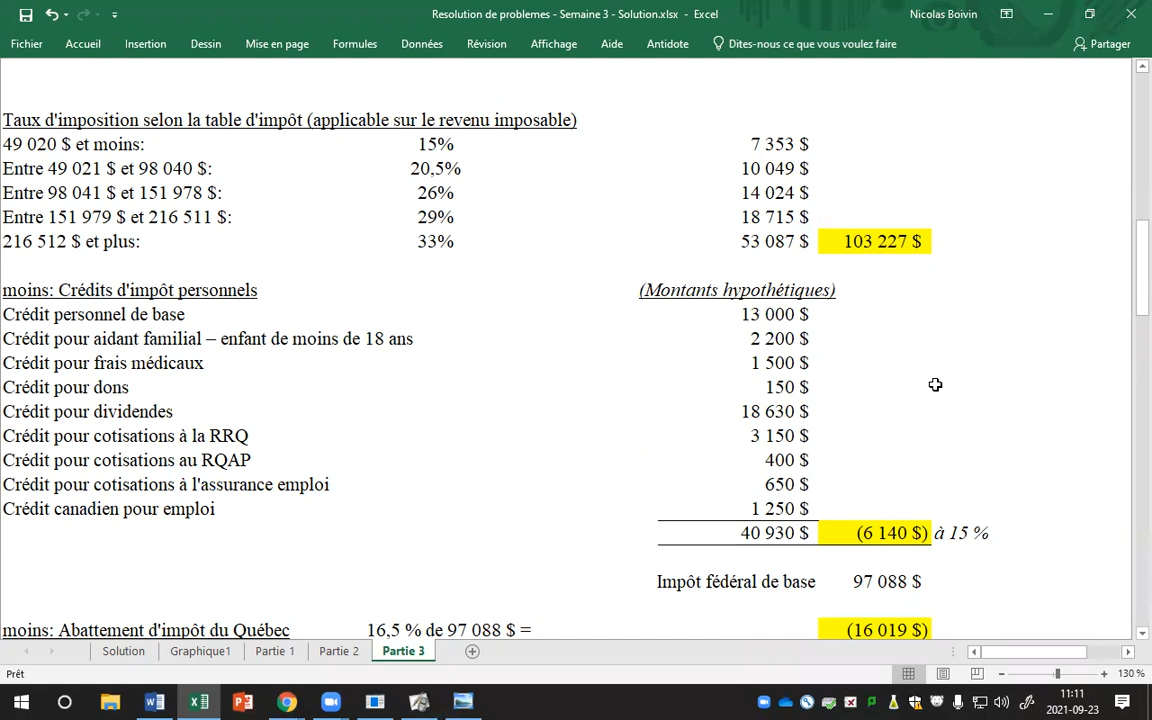 Resolution de problemes - Semaine 3 - Solution.xlsx - Excel
Nicolas Boivin
Fichier Accueil Insertion Dessin Mise en page Formules Données Révision Affichage Aide Antidote Dites-nous ce que vous voulez faire Partager
Taux d'imposition selon la table d'impôt (applicable sur le revenu imposable)
49 020 $ et moins: 15% 7 353 $
Entre 49 021 $ et 98 040 $: 20,5% 10 049 $
Entre 98 041 $ et 151 978 $: 26% 14 024 $
Entre 151 979 $ et 216 511 $: 29% 18 715 $
216 512 $ et plus: 33% 53 087 $ 103 227 $
moins: Crédits d'impôt personnels (Montants hypothétiques)
Crédit personnel de base 13 000 $
Crédit pour aidant familial – enfant de moins de 18 ans 2 200 $
Crédit pour frais médicaux 1 500 $
Crédit pour dons 150 $
Crédit pour dividendes 18 630 $
Crédit pour cotisations à la RRQ 3 150 $
Crédit pour cotisations au RQAP 400 $
Crédit pour cotisations à l'assurance emploi 650 $
Crédit canadien pour emploi 1 250 $
40 930 $ (6 140 $) à 15 %
Impôt fédéral de base 97 088 $
moins: Abattement d'impôt du Québec 16,5 % de 97 088 $ = (16 019 $)
Solution Graphique1 Partie 1 Partie 2 Partie 3
Prêt 130 %
11:11
2021-09-23